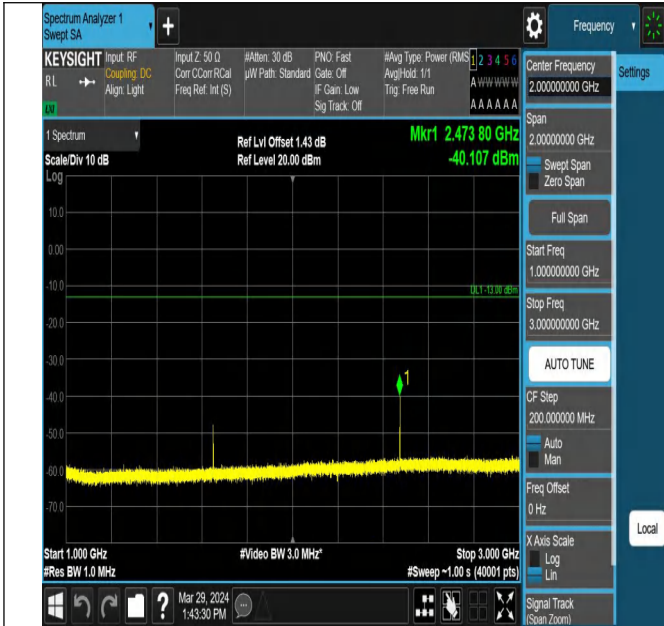 Spectrum Analyzer 1
Swept SA
+
Frequency
KEYSIGHT
RL
LXI
Input: RF
Coupling: DC
Align: Light
Input Z: 50 Ω
Corr CCorr RCal
Freq Ref: Int (S)
#Atten: 30 dB
µW Path: Standard
PNO: Fast
Gate: Off
IF Gain: Low
Sig Track: Off
#Avg Type: Power (RMS
Avg|Hold: 1/1
Trig: Free Run
1 2 3 4 5 6
A W W W W W
A A A A A A
1 Spectrum
Scale/Div 10 dB
Log
Ref Lvl Offset 1.43 dB
Ref Level 20.00 dBm
Mkr1 2.473 80 GHz
-40.107 dBm
10.0
0.00
-10.0
DL1 -13.00 dBm
-20.0
-30.0
1
-40.0
-50.0
-60.0
-70.0
Start 1.000 GHz
#Res BW 1.0 MHz
#Video BW 3.0 MHz*
Stop 3.000 GHz
#Sweep ~1.00 s (40001 pts)
?
Mar 29, 2024
1:43:30 PM
Center Frequency
2.000000000 GHz
Settings
Span
2.00000000 GHz
Swept Span
Zero Span
Full Span
Start Freq
1.000000000 GHz
Stop Freq
3.000000000 GHz
AUTO TUNE
CF Step
200.000000 MHz
Auto
Man
Freq Offset
0 Hz
Local
X Axis Scale
Log
Lin
Signal Track
(Span Zoom)